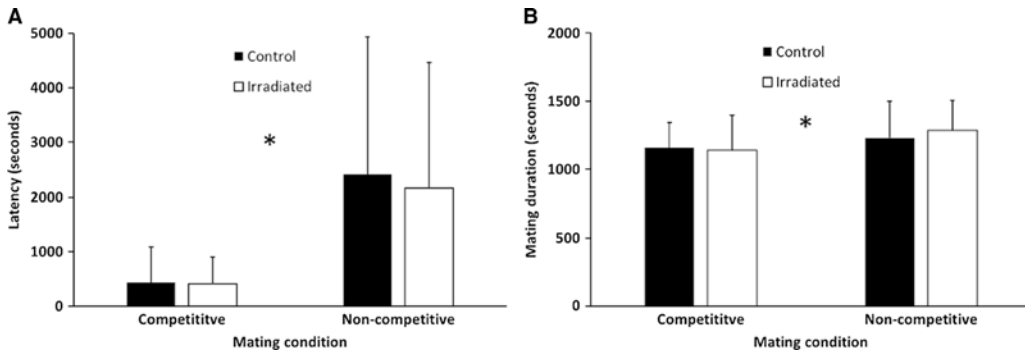 A
Latency (seconds)
5000
4000
3000
2000
1000
0
Control
Irradiated
*
Competititve
Non-competitive
Mating condition
B
Mating duration (seconds)
2000
1500
1000
500
0
Control
Irradiated
*
Competititve
Non-competitive
Mating condition